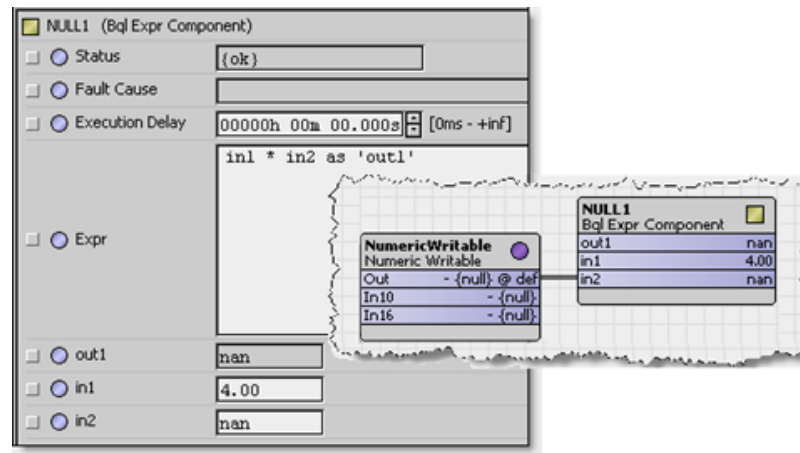 NULL1 (Bql Expr Component)
Status {ok}
Fault Cause
Execution Delay 00000h 00m 00.000s [0ms - +inf]
Expr in1 * in2 as 'out1'
out1 nan
in1 4.00
in2 nan
NumericWritable
Numeric Writable
Out - {null} @ def
In10 - {null}
In16 - {null}
NULL1
Bql Expr Component
out1 nan
in1 4.00
in2 nan